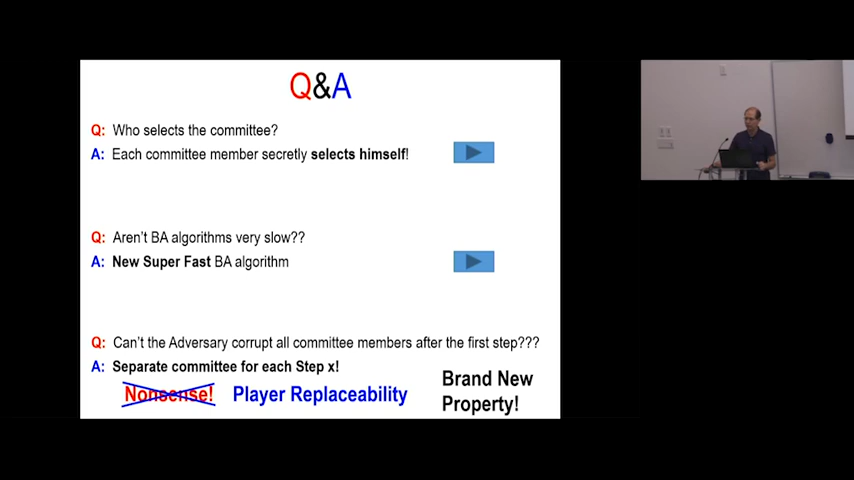 Q&A
Q: Who selects the committee?
A: Each committee member secretly selects himself!
Q: Aren't BA algorithms very slow??
A: New Super Fast BA algorithm
Q: Can't the Adversary corrupt all committee members after the first step???
A: Separate committee for each Step x!
Nonsense! Player Replaceability
Brand New
Property!